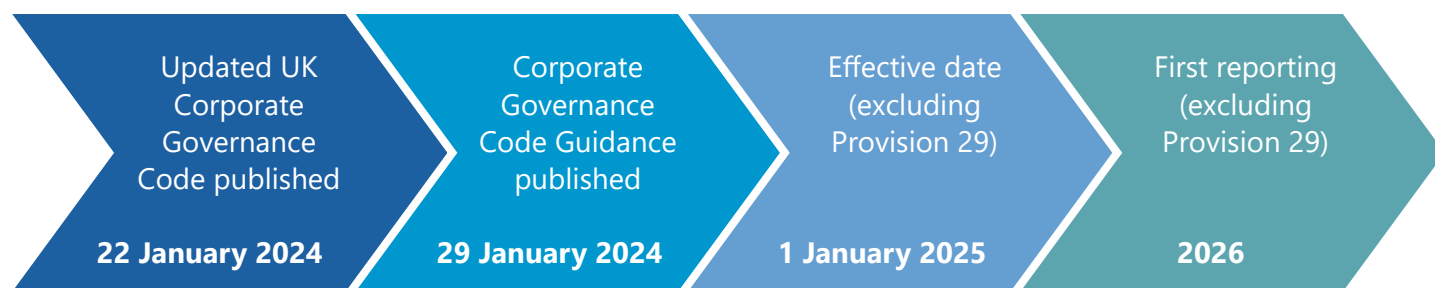 Updated UK
Corporate
Governance
Code published
22 January 2024
Corporate
Governance
Code Guidance
published
29 January 2024
Effective date
(excluding
Provision 29)
1 January 2025
First reporting
(excluding
Provision 29)
2026